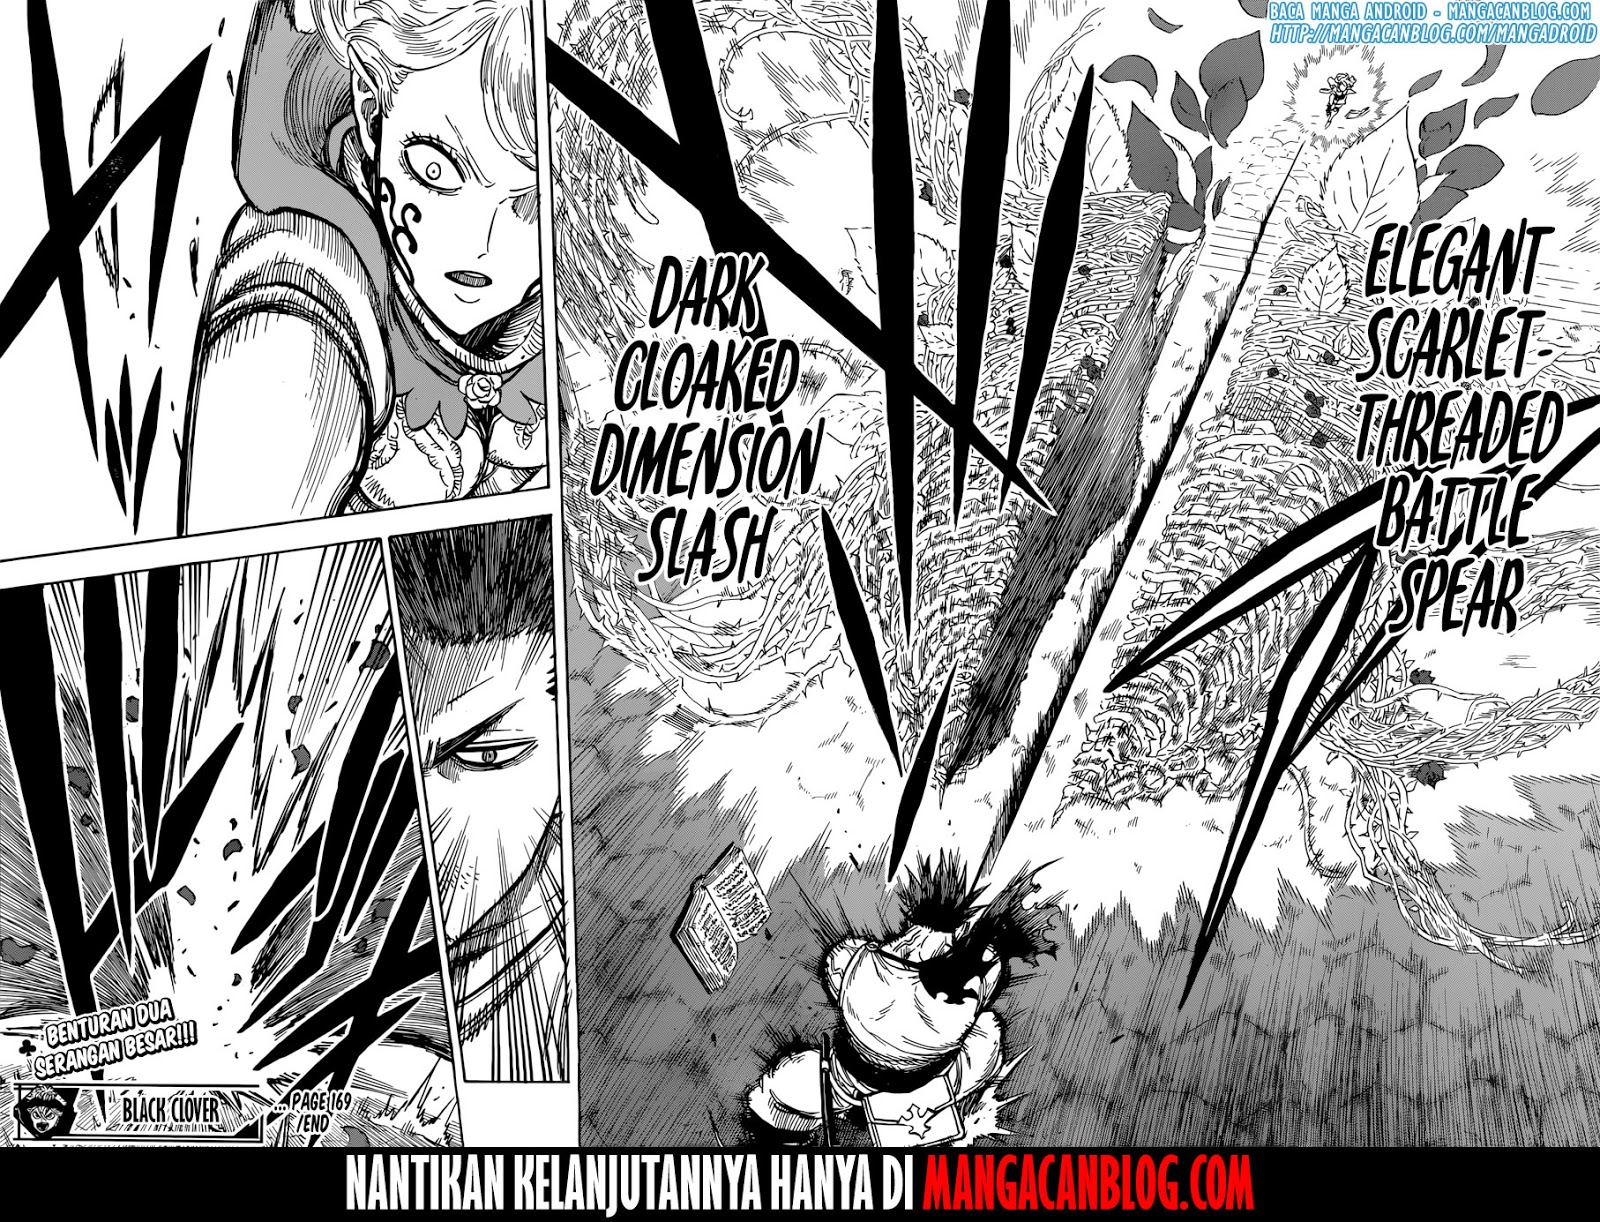 BACA MANGA ANDROID - MANGACANBLOG.COM
HTTP://MANGACANBLOG.COM/MANGADROID
ELEGANT
SCARLET-
THREADED
BATTLE
SPEAR
DARK
CLOAKED
DIMENSION
SLASH
BENTURAN DUA
SERANGAN BESAR!!!
BLACK CLOVER
... PAGE 169
/END
NANTIKAN KELANJUTANNYA HANYA DI MANGACANBLOG.COM